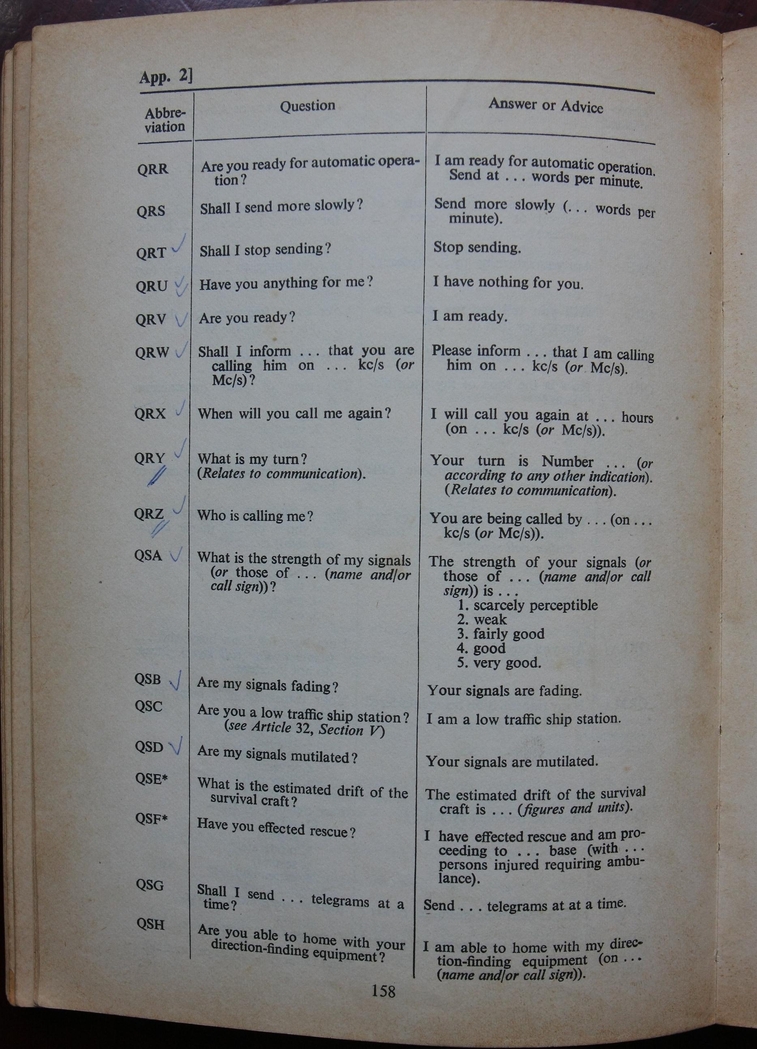 App. 2]
Abbre-
viation
Question
Answer or Advice
QRR
Are you ready for automatic opera-
tion?
I am ready for automatic operation.
Send at ... words per minute.
QRS
Shall I send more slowly?
Send more slowly (... words per
minute).
QRT
Shall I stop sending?
Stop sending.
QRU
Have you anything for me?
I have nothing for you.
QRV
Are you ready?
I am ready.
QRW
Shall I inform ... that you are
calling him on ... kc/s (or
Mc/s)?
Please inform ... that I am calling
him on ... kc/s (or Mc/s).
QRX
When will you call me again?
I will call you again at ... hours
(on ... kc/s (or Mc/s)).
QRY
What is my turn?
(Relates to communication).
Your turn is Number ... (or
according to any other indication).
(Relates to communication).
QRZ
Who is calling me?
You are being called by ... (on ...
kc/s (or Mc/s)).
QSA
What is the strength of my signals
(or those of ... (name and/or
call sign))?
The strength of your signals (or
those of ... (name and/or call
sign)) is ...
1. scarcely perceptible
2. weak
3. fairly good
4. good
5. very good.
QSB
Are my signals fading?
Your signals are fading.
QSC
Are you a low traffic ship station?
(see Article 32, Section V)
I am a low traffic ship station.
QSD
Are my signals mutilated?
Your signals are mutilated.
QSE*
What is the estimated drift of the
survival craft?
The estimated drift of the survival
craft is ... (figures and units).
QSF*
Have you effected rescue?
I have effected rescue and am pro-
ceeding to ... base (with ...
persons injured requiring ambu-
lance).
QSG
Shall I send ... telegrams at a
time?
Send ... telegrams at at a time.
QSH
Are you able to home with your
direction-finding equipment?
I am able to home with my direc-
tion-finding equipment (on ...
(name and/or call sign)).
158